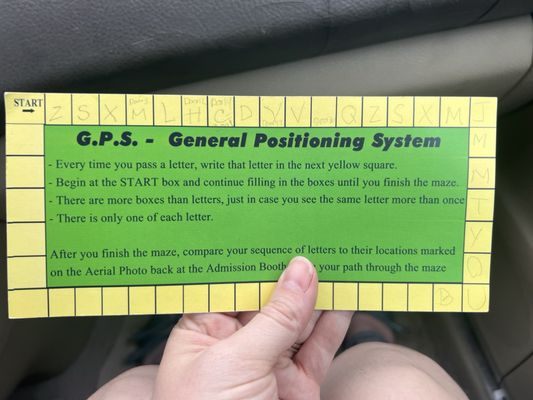 START Z S X M L H G D Y V Q Z S X M J
G.P.S. - General Positioning System
- Every time you pass a letter, write that letter in the next yellow square.
- Begin at the START box and continue filling in the boxes until you finish the maze.
- There are more boxes than letters, just in case you see the same letter more than once
- There is only one of each letter.
After you finish the maze, compare your sequence of letters to their locations marked
on the Aerial Photo back at the Admission Booth your path through the maze
M
M
T
Y
O
B U